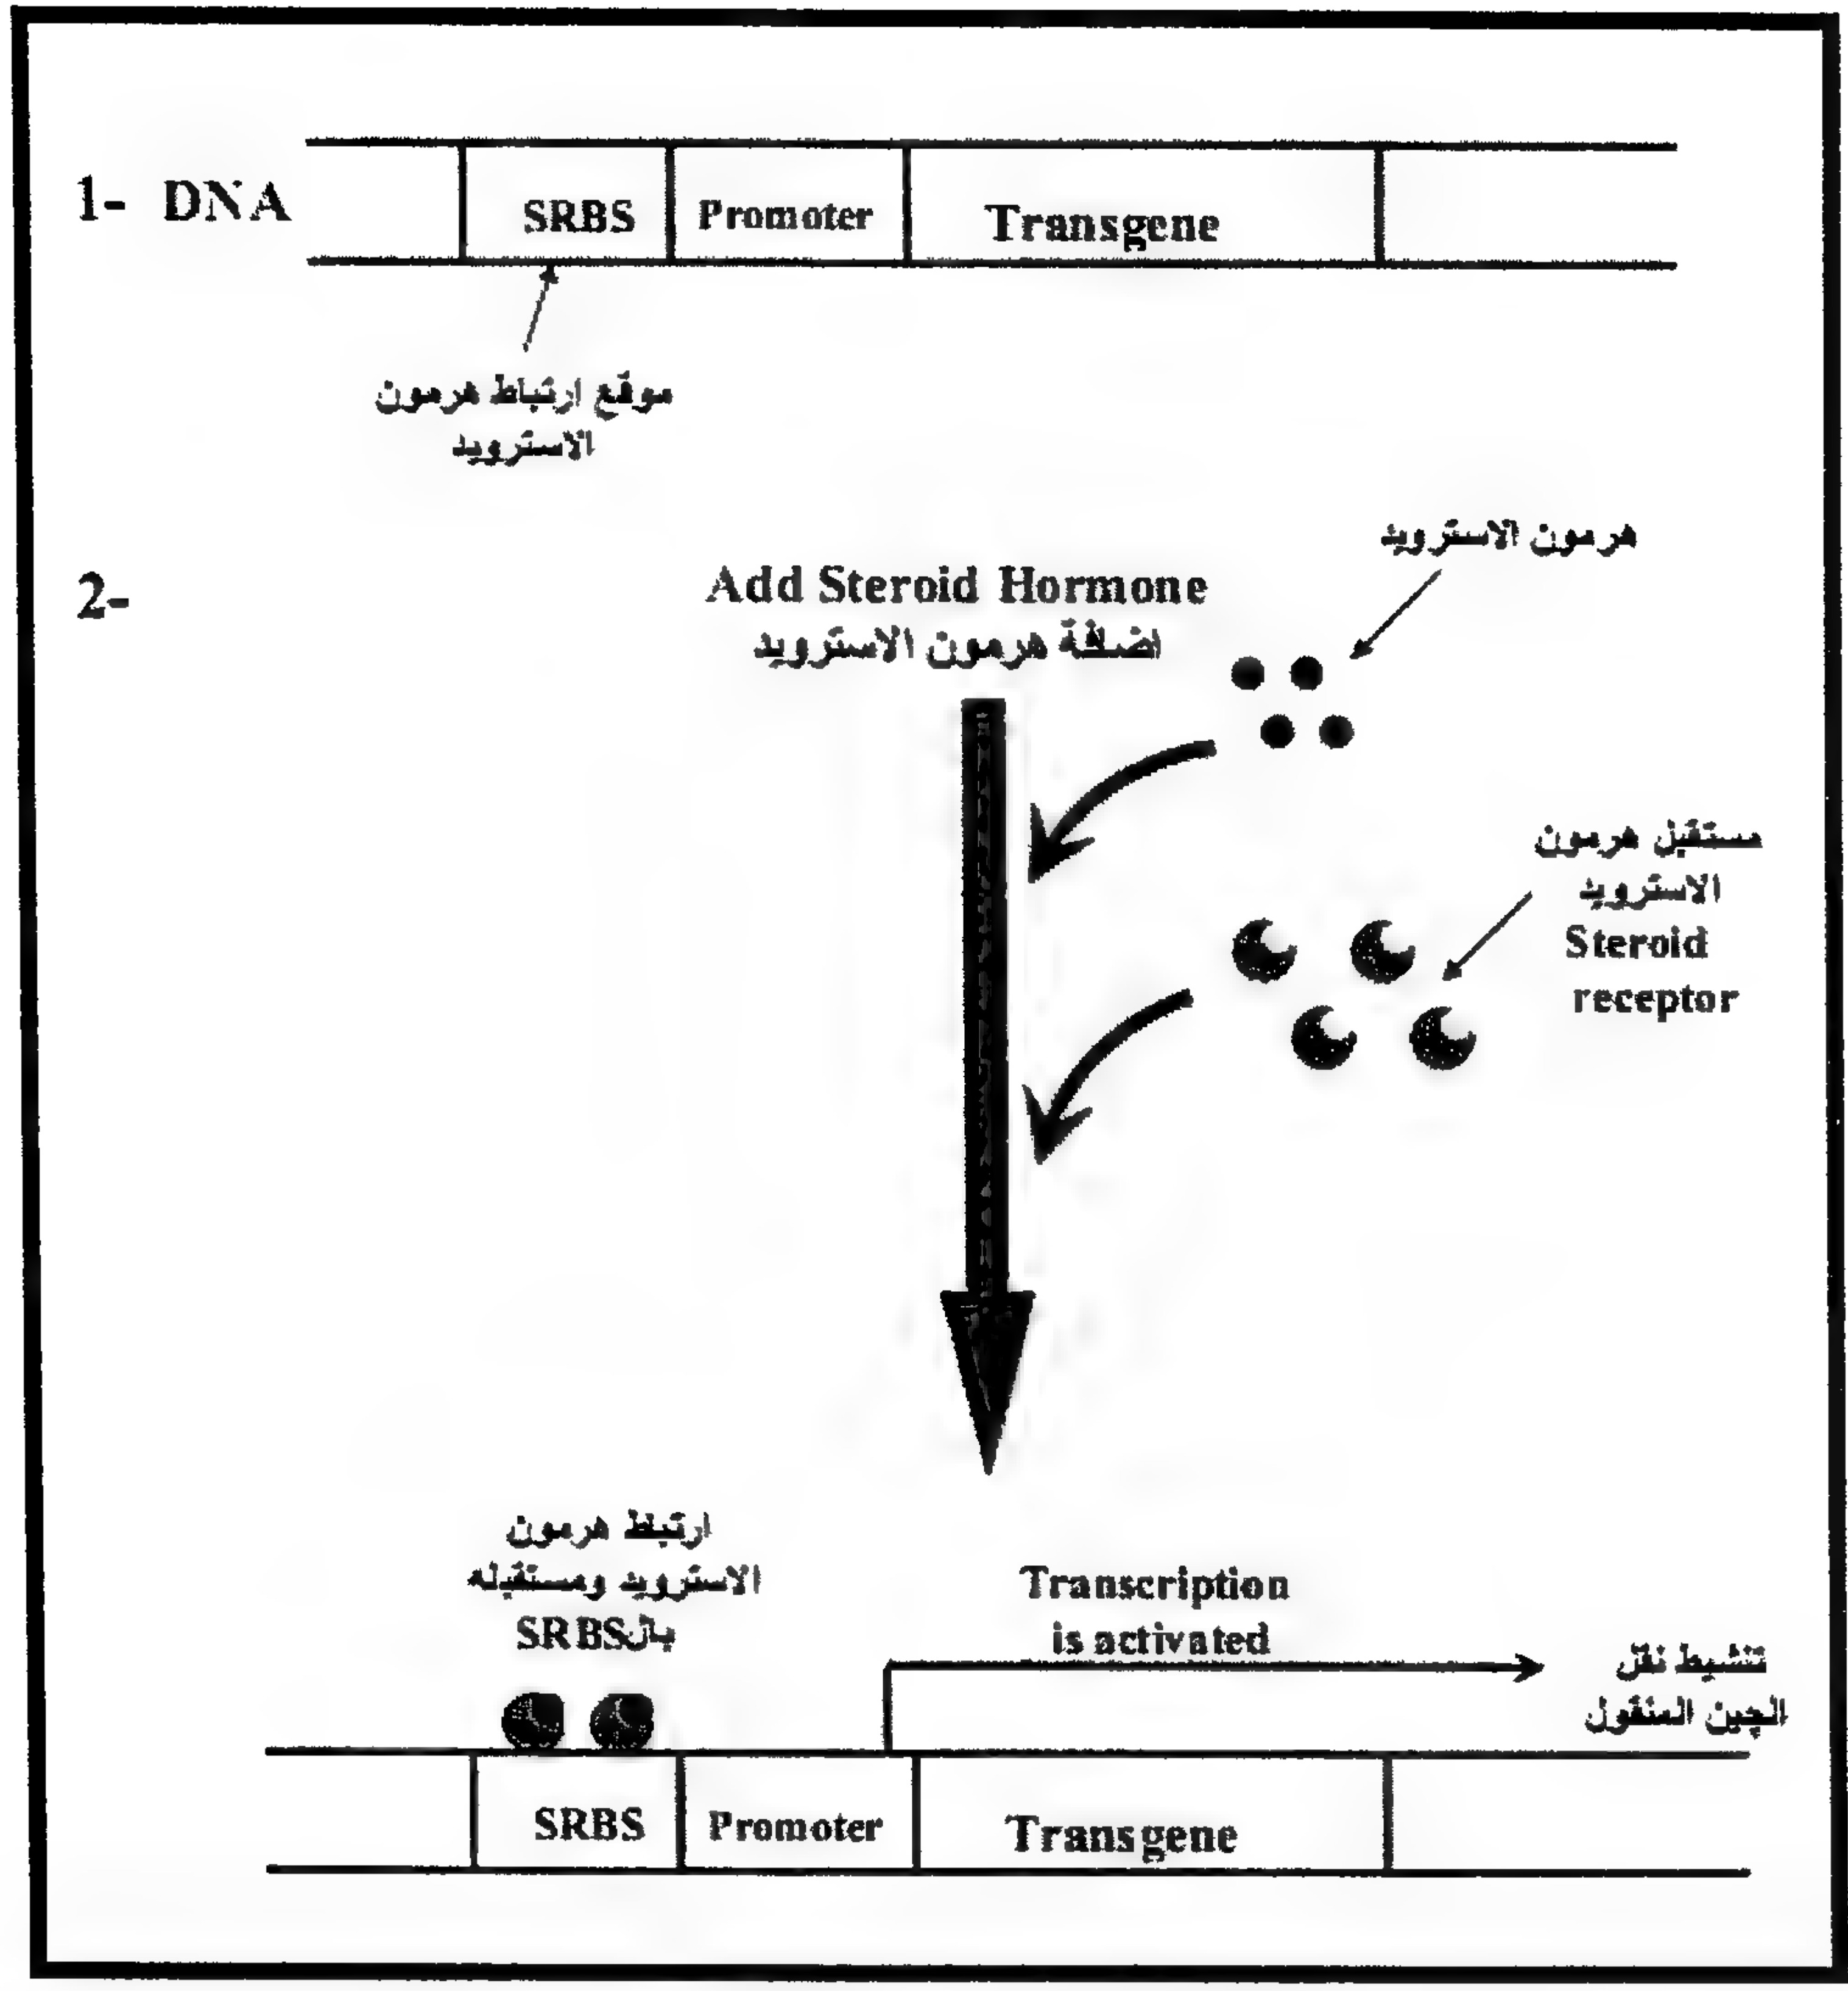 1- DNA
SRBS
Promoter
Transgene
موقع ارتباط هرمون
الاسترويد
2-
Add Steroid Hormone
اضافة هرمون الاسترويد
هرمون الاسترويد
مستقبل هرمون
الاسترويد
Steroid
receptor
ارتباط هرمون
الاسترويد ومستقبله
بالSRBS
Transcription
is activated
تنشيط نقل
الجين المنقول
SRBS
Promoter
Transgene